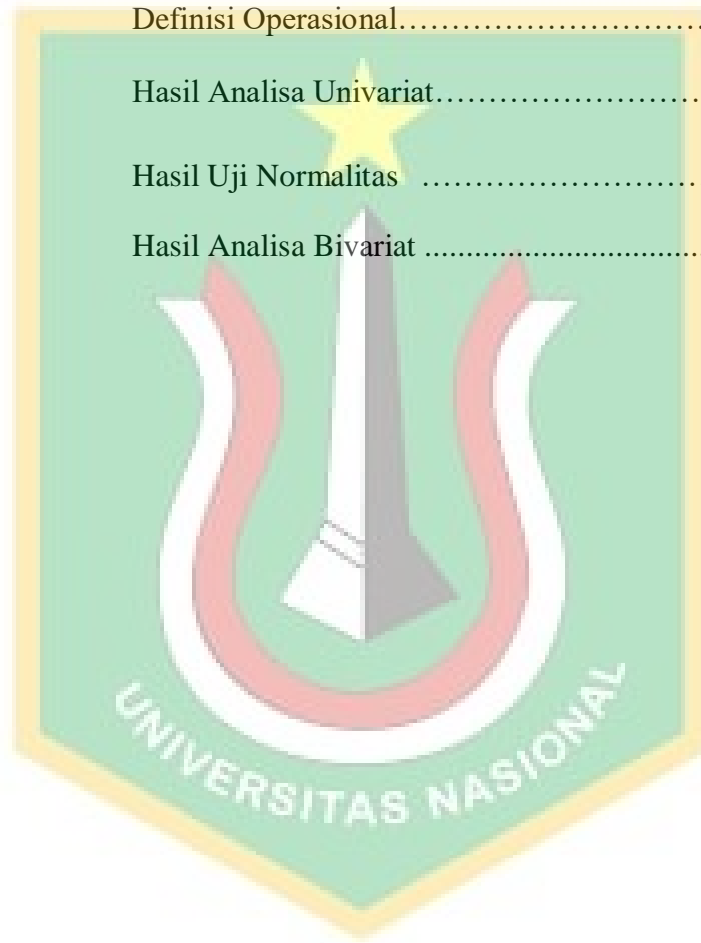 Definisi Operasional…………………………
Hasil Analisa Univariat………………………
Hasil Uji Normalitas …………………………
Hasil Analisa Bivariat ....................................
UNIVERSITAS NASIONAL